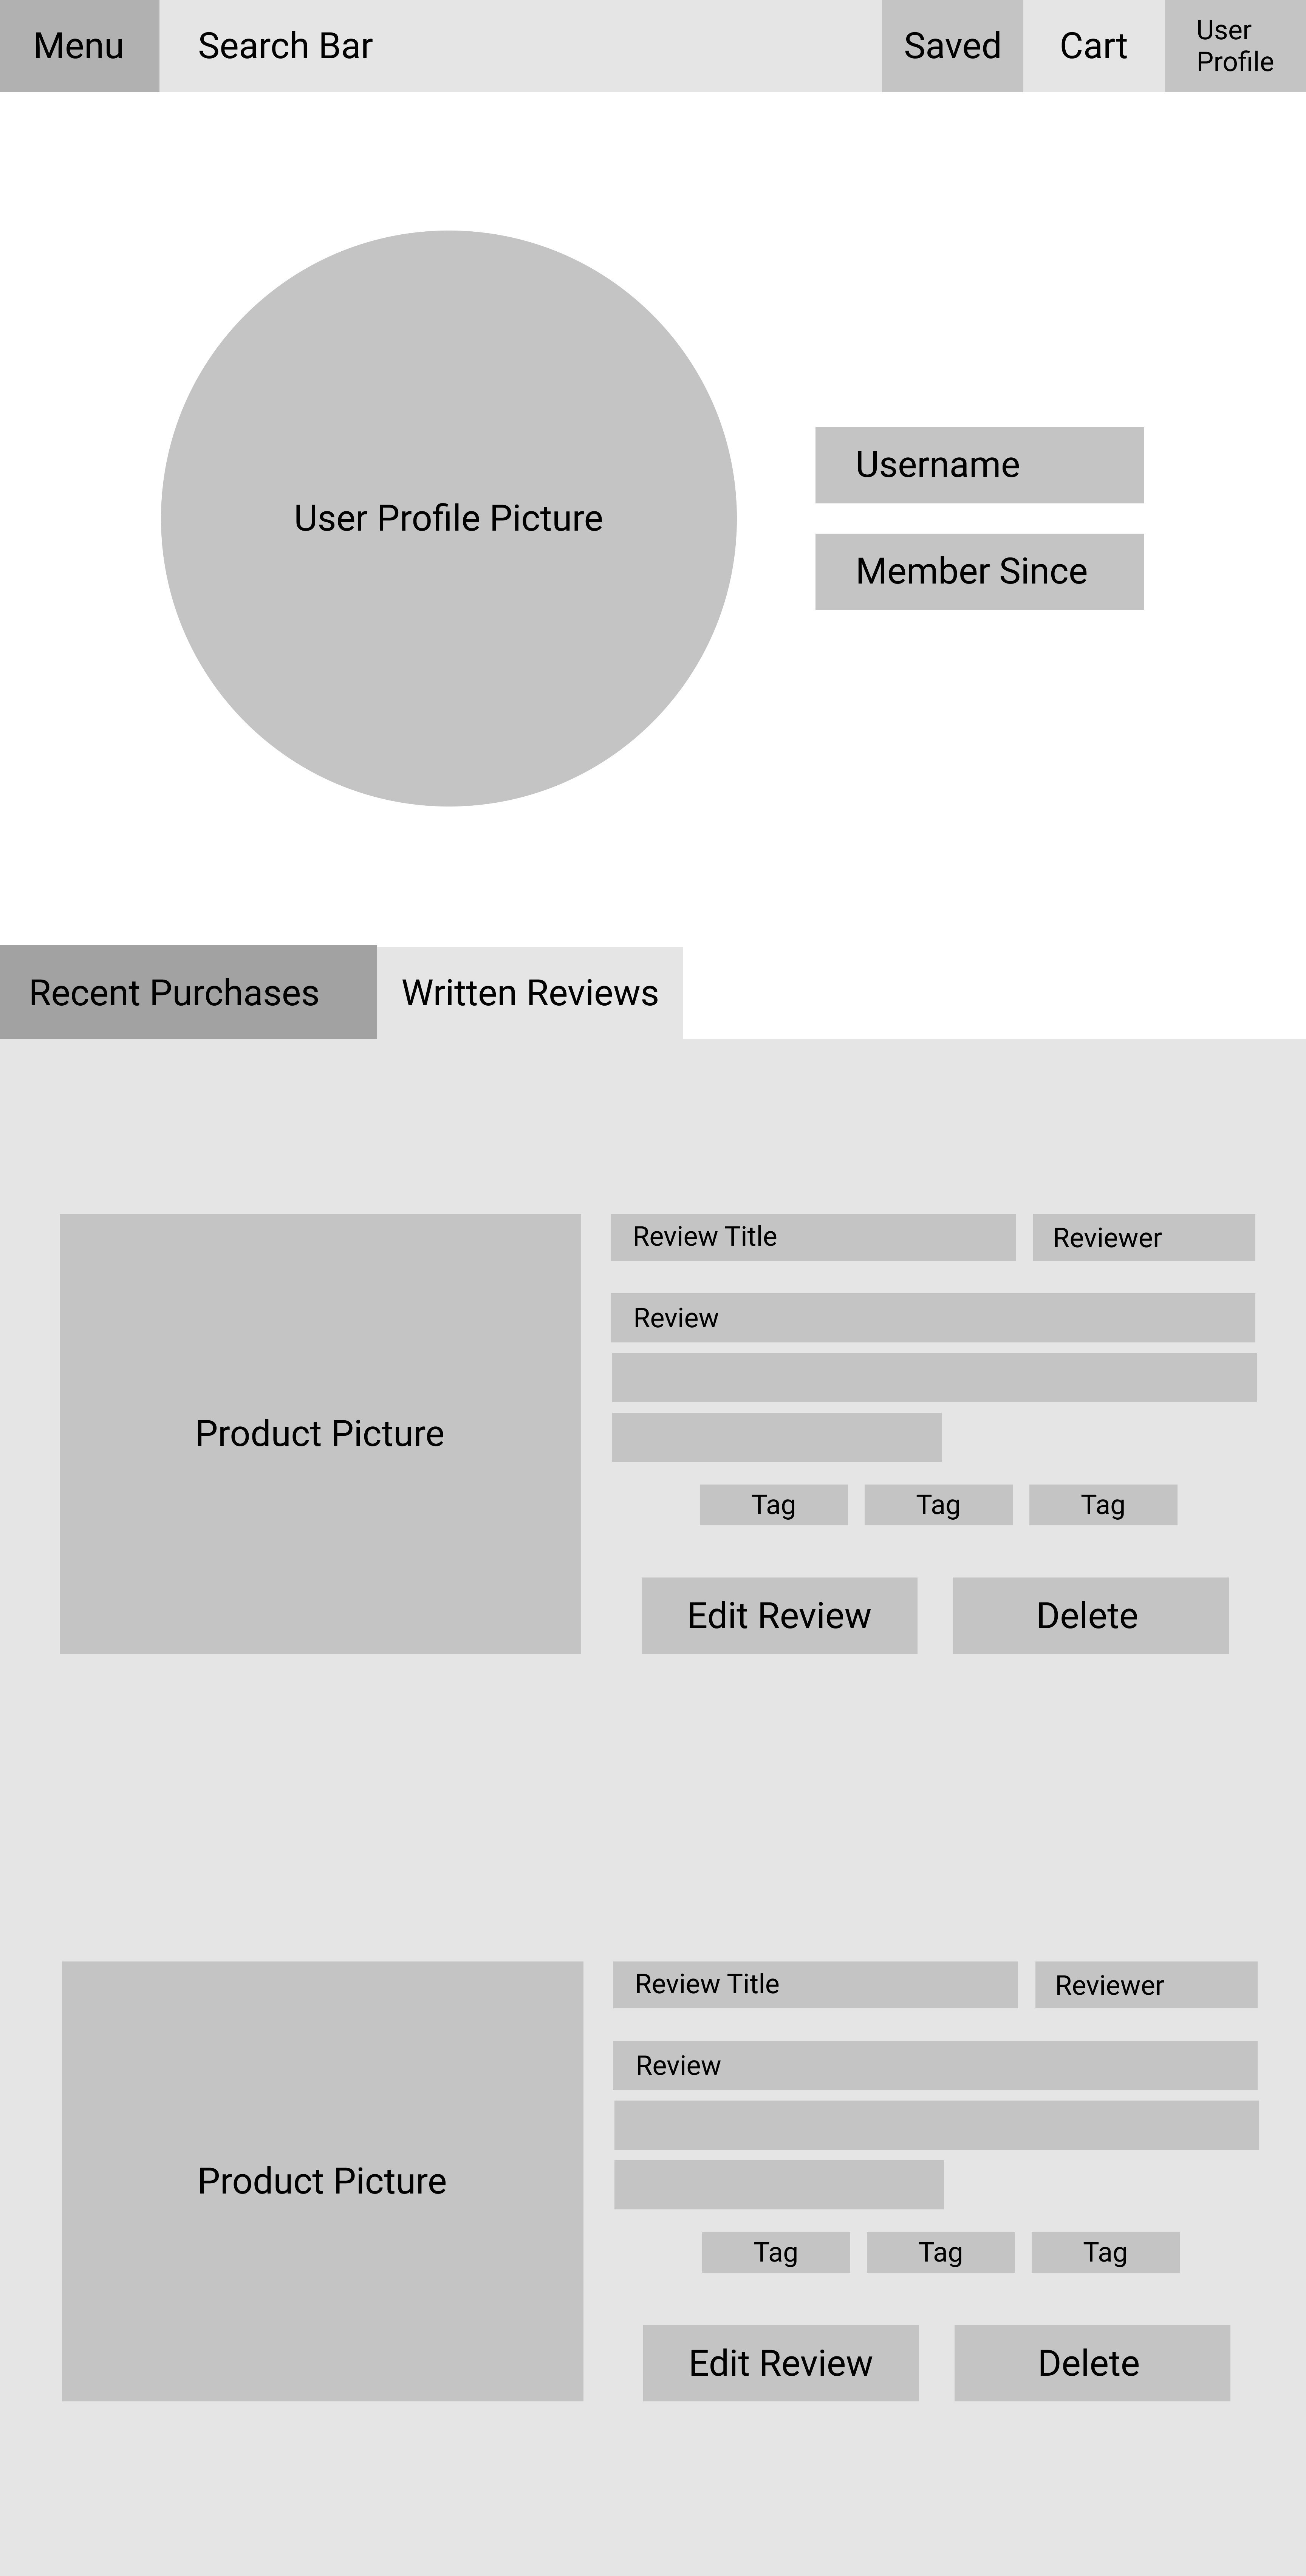 Menu
Search Bar
Saved
Cart
User
Profile
User Profile Picture
Username
Member Since
Recent Purchases
Written Reviews
Product Picture
Review Title
Reviewer
Review
Tag
Tag
Tag
Edit Review
Delete
Product Picture
Review Title
Reviewer
Review
Tag
Tag
Tag
Edit Review
Delete